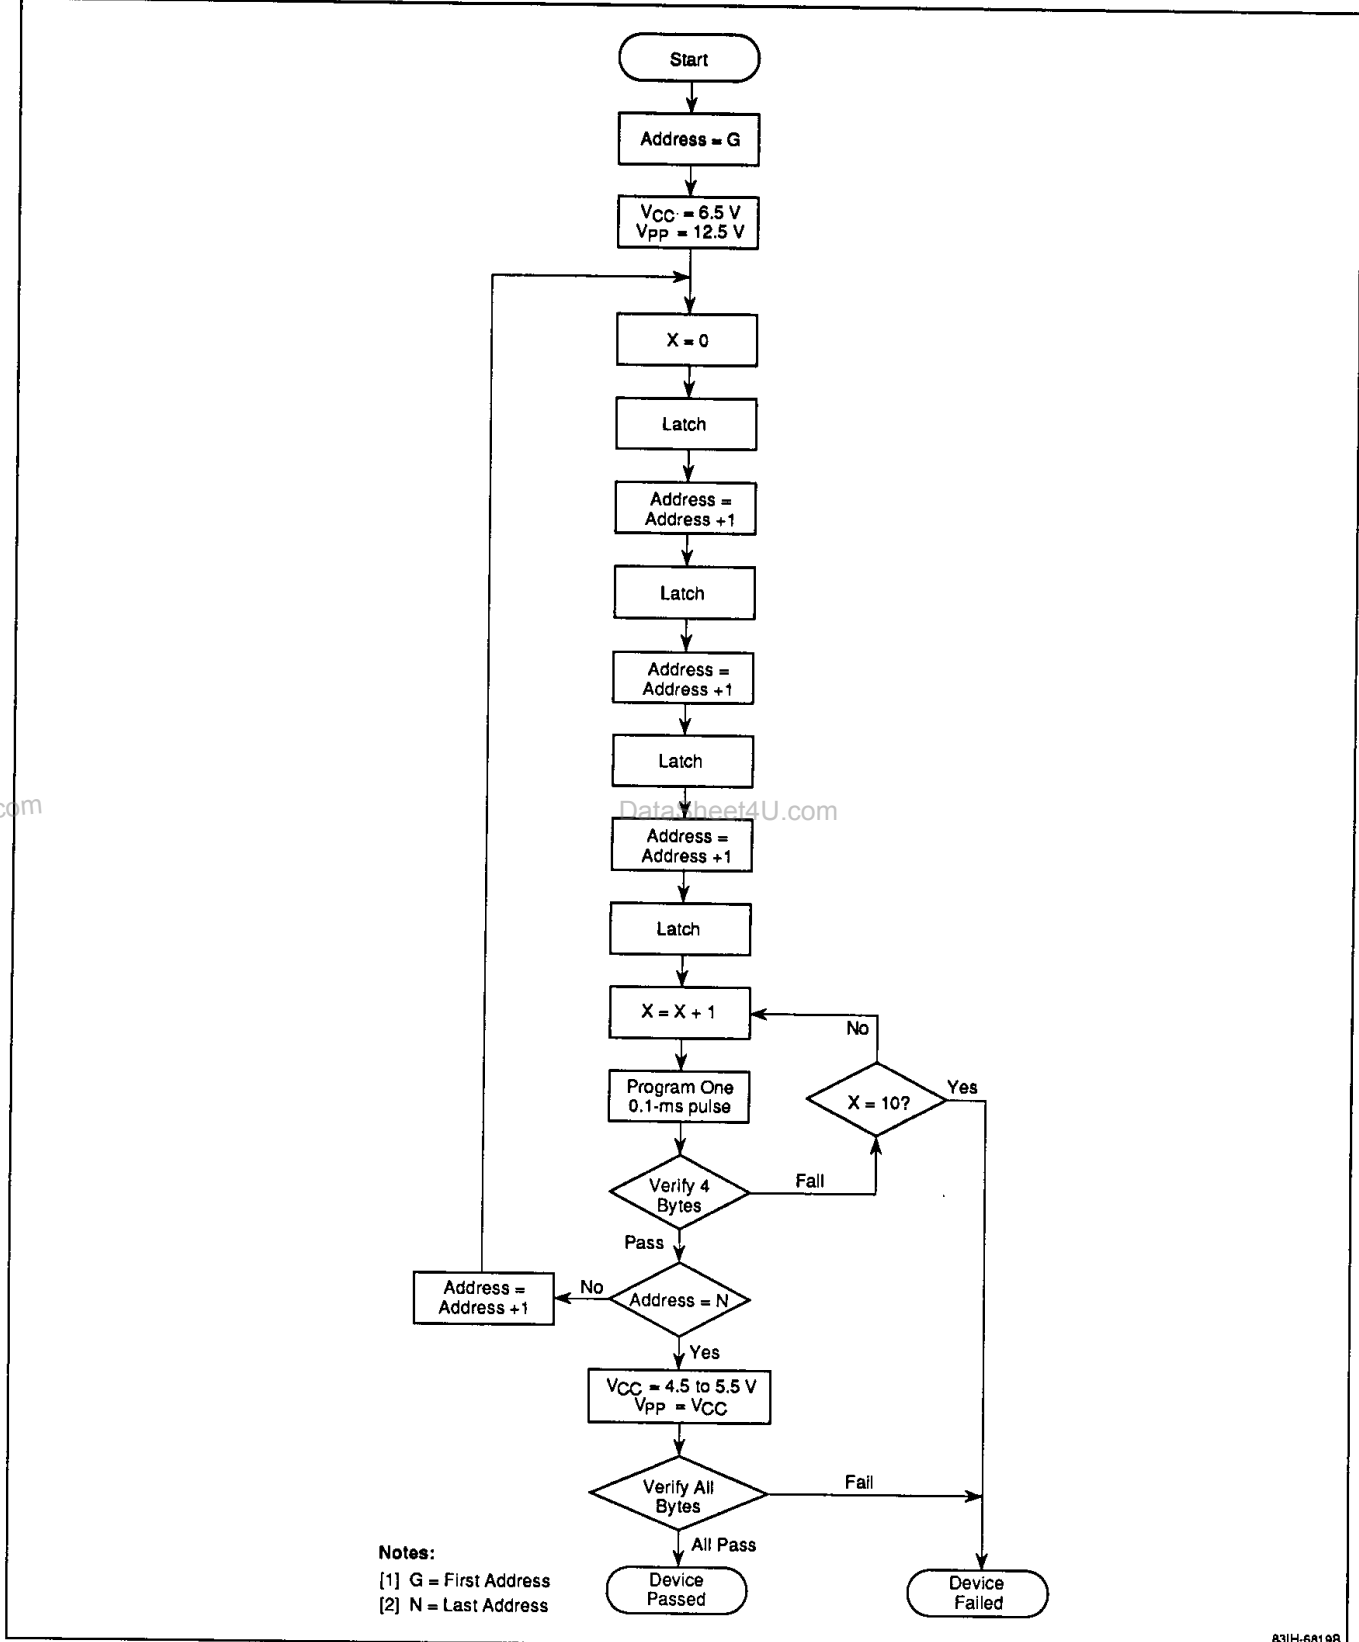 Start
Address = G
VCC = 6.5 V
VPP = 12.5 V
X = 0
Latch
Address =
Address +1
Latch
Address =
Address +1
Latch
com
DataSheet4U.com
Address =
Address +1
Latch
X = X + 1
No
Program One
0.1-ms pulse
X = 10?
Yes
Verify 4
Bytes
Fail
Pass
Address =
Address +1
No
Address = N
Yes
VCC = 4.5 to 5.5 V
VPP = VCC
Verify All
Bytes
Fail
All Pass
Notes:
[1] G = First Address
[2] N = Last Address
Device
Passed
Device
Failed
83IH-6819B